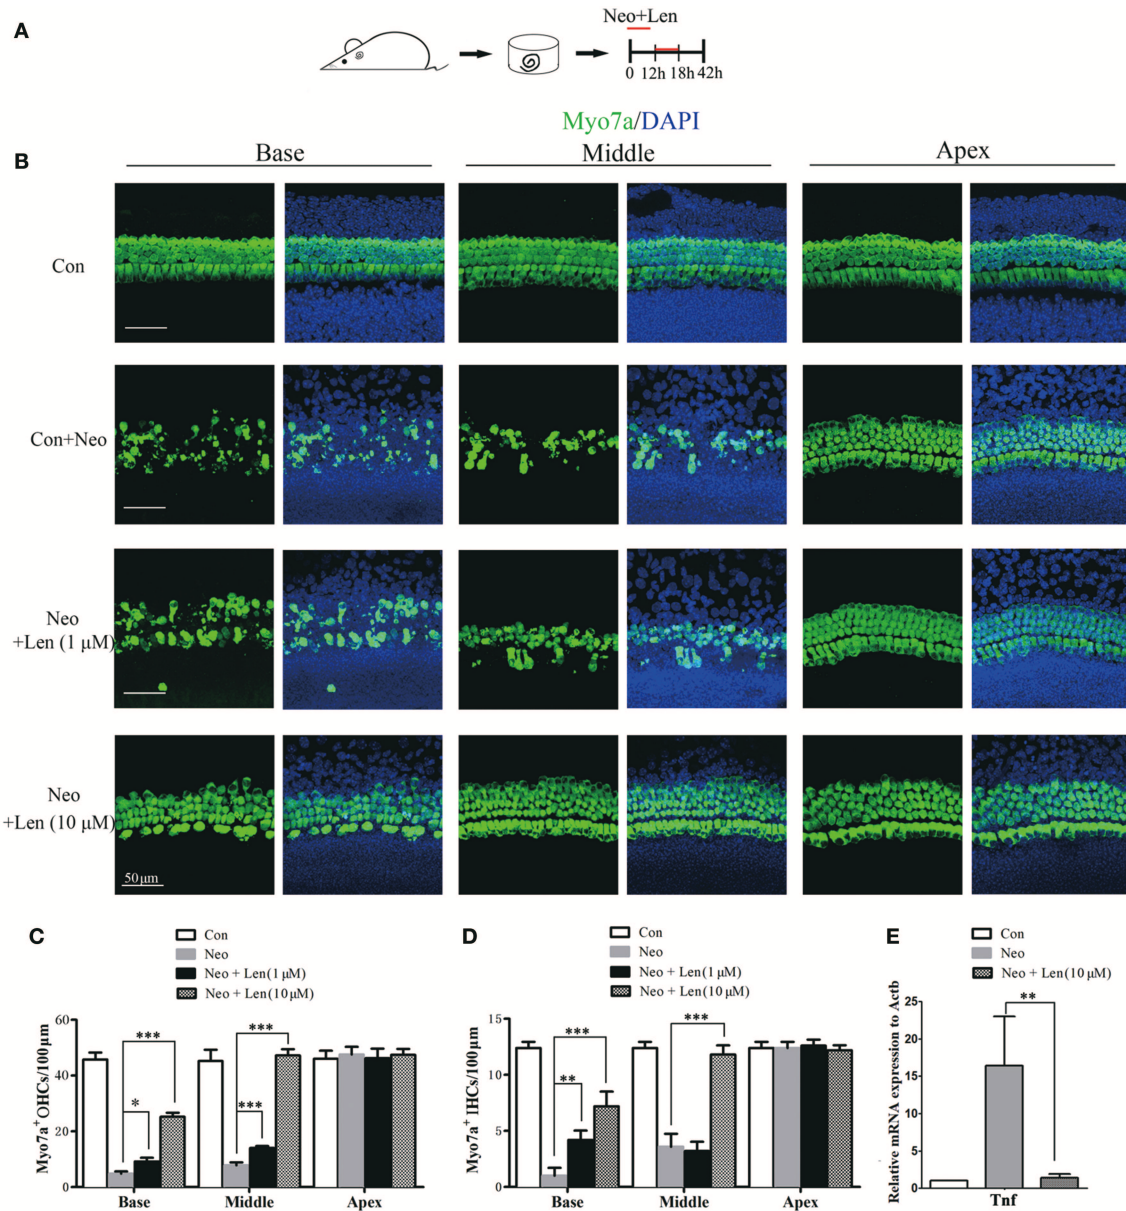 A
Neo+Len
0 12h 18h 42h
Myo7a/DAPI
B
Base Middle Apex
Con
Con+Neo
Neo
+Len (1 μM)
Neo
+Len (10 μM)
50 μm
C
Con
Neo
Neo + Len(1 μM)
Neo + Len(10 μM)
Myo7a+ OHCs/100μm
60
40
20
0
*
***
***
***
Base Middle Apex
D
Con
Neo
Neo + Len(1 μM)
Neo + Len(10 μM)
Myo7a+ IHCs/100μm
15
10
5
0
**
***
***
Base Middle Apex
E
Con
Neo
Neo + Len(10 μM)
Relative mRNA expression to Actb
25
20
15
10
5
0
**
Tnf